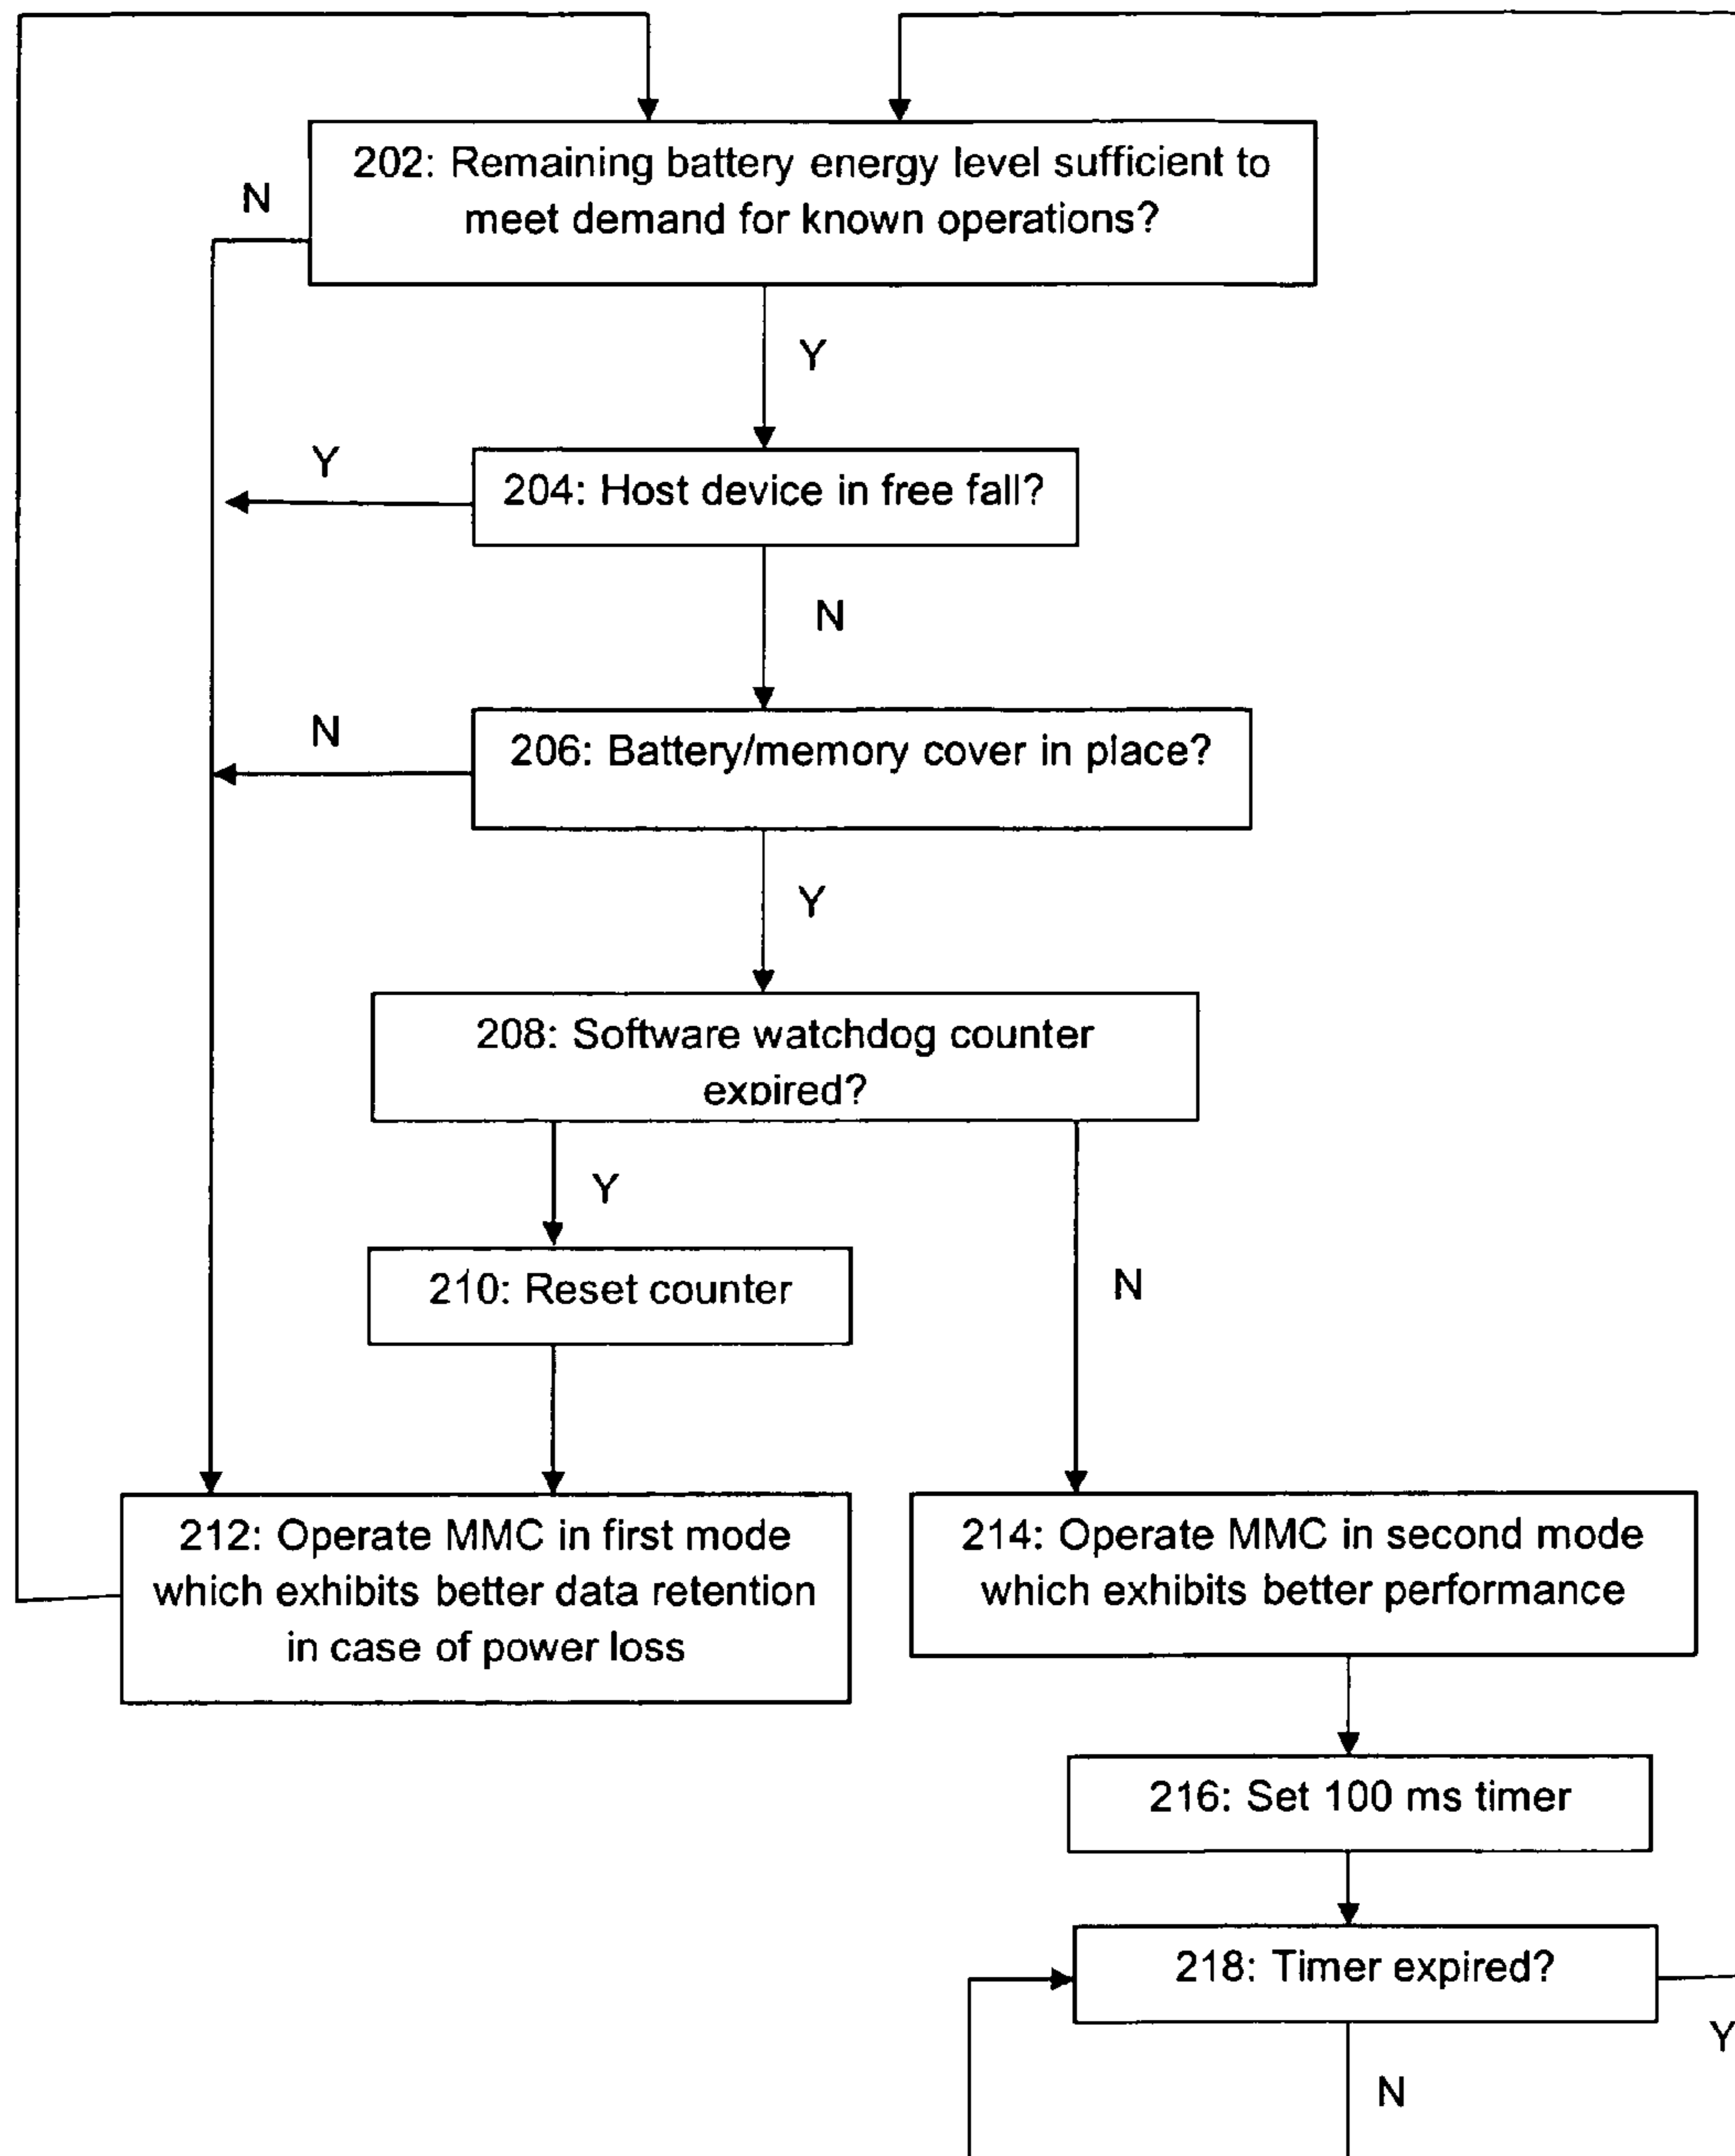 202: Remaining battery energy level sufficient to
meet demand for known operations?
N
Y
204: Host device in free fall?
Y
N
206: Battery/memory cover in place?
N
Y
208: Software watchdog counter
expired?
Y
N
210: Reset counter
212: Operate MMC in first mode
which exhibits better data retention
in case of power loss
214: Operate MMC in second mode
which exhibits better performance
216: Set 100 ms timer
218: Timer expired?
Y
N